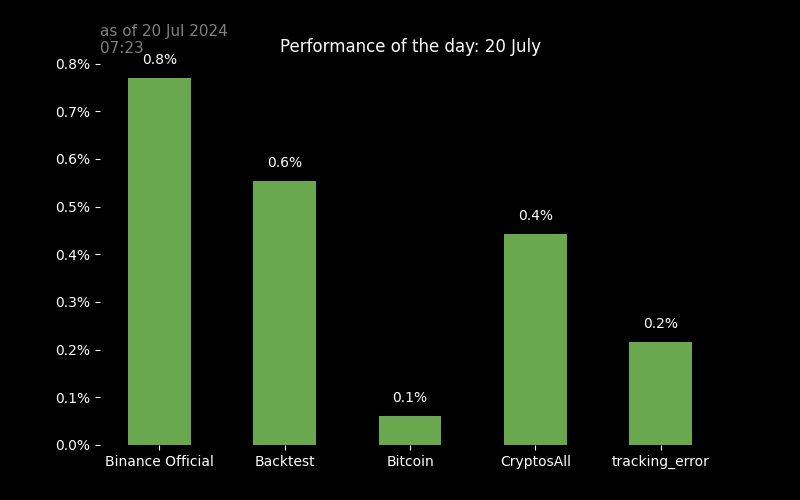 as of 20 Jul 2024
07:23
Performance of the day: 20 July
0.8%
0.8%
0.7%
0.6%
0.6%
0.5%
0.4%
0.4%
0.3%
0.2%
0.2%
0.1%
0.1%
0.0%
Binance Official
Backtest
Bitcoin
CryptosAll
tracking_error